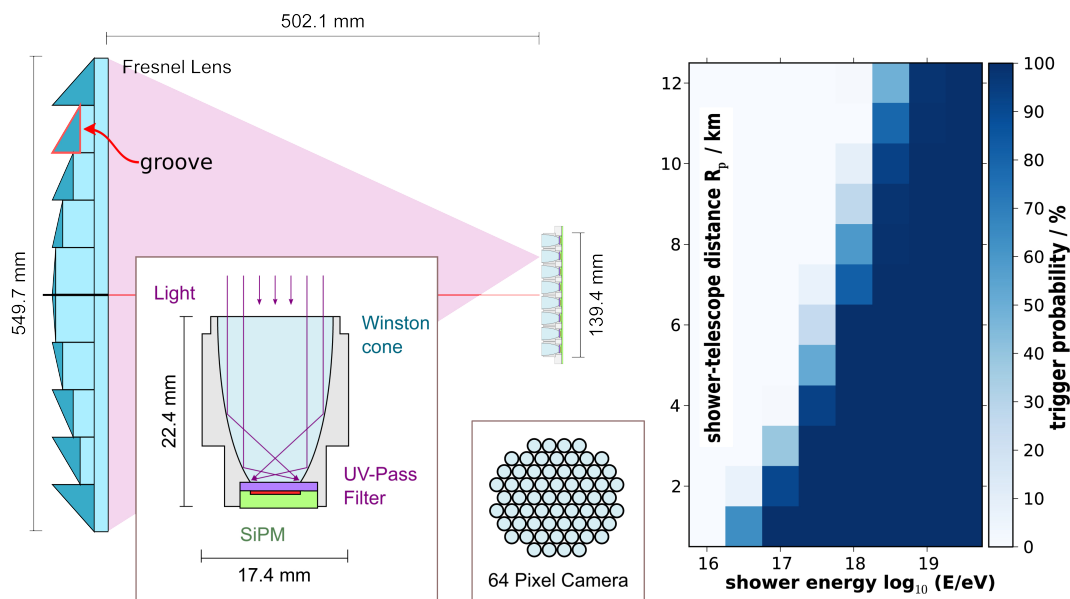 502.1 mm
Fresnel Lens
groove
549.7 mm
139.4 mm
Light
Winston
cone
22.4 mm
UV-Pass
Filter
SiPM
17.4 mm
64 Pixel Camera
12
10
8
6
4
2
shower-telescope distance Rₚ / km
16
17
18
19
shower energy log₁₀ (E/eV)
100
90
80
70
60
50
40
30
20
10
0
trigger probability / %